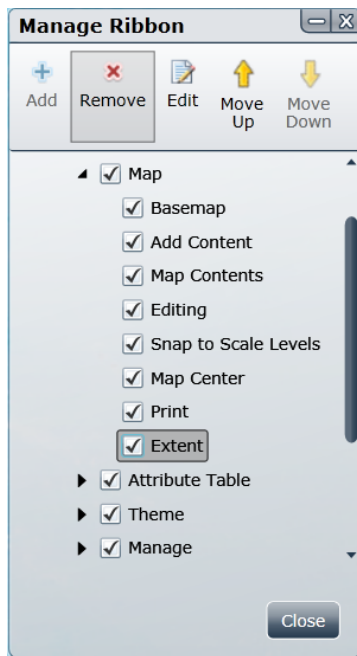 Manage Ribbon
Add
Remove
Edit
Move
Up
Move
Down
Map
Basemap
Add Content
Map Contents
Editing
Snap to Scale Levels
Map Center
Print
Extent
Attribute Table
Theme
Manage
Close